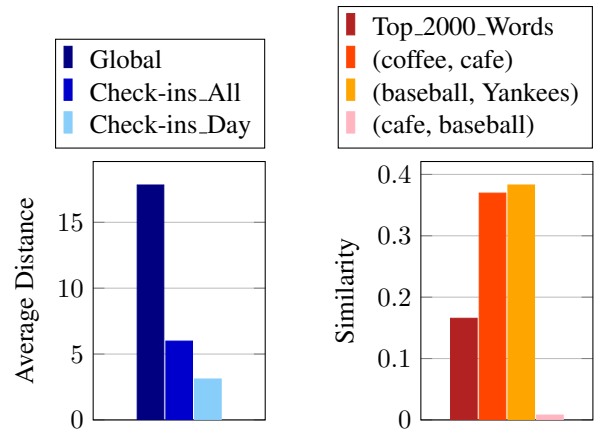 Global
Check-ins_All
Check-ins_Day
Average Distance
15
10
5
0
Top_2000_Words
(coffee, cafe)
(baseball, Yankees)
(cafe, baseball)
Similarity
0.4
0.3
0.2
0.1
0